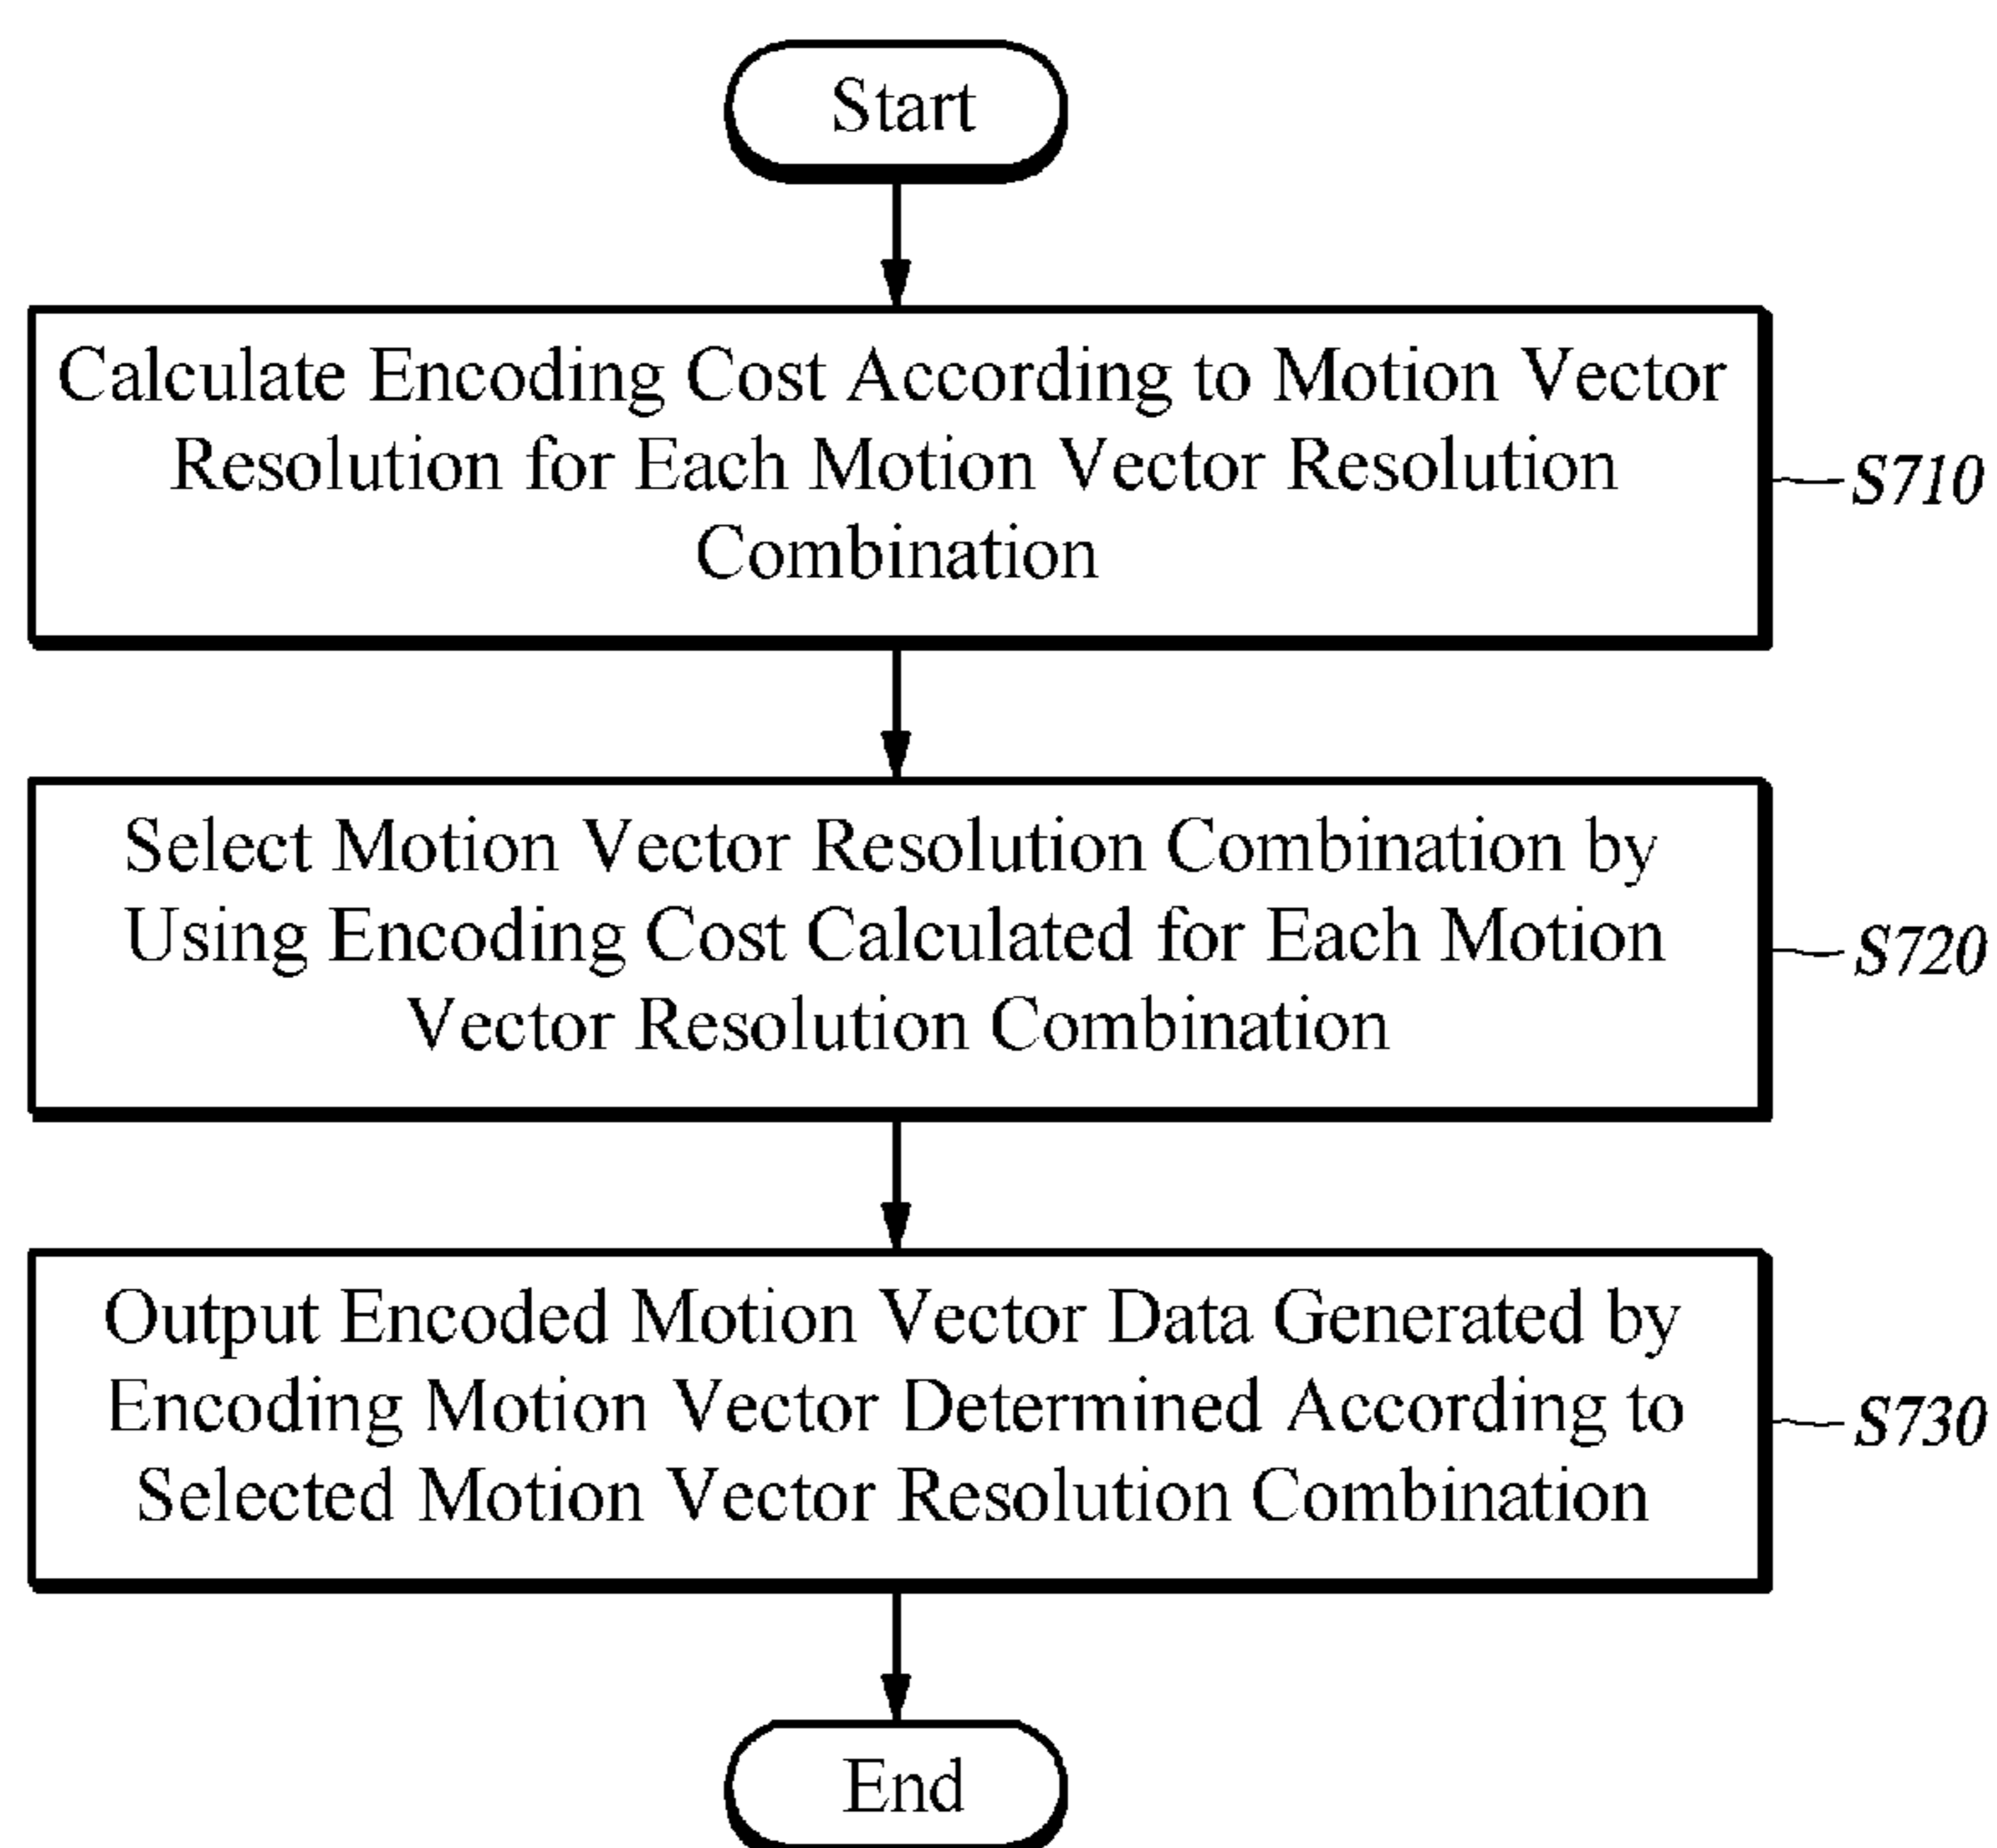 Start
Calculate Encoding Cost According to Motion Vector
Resolution for Each Motion Vector Resolution
Combination
S710
Select Motion Vector Resolution Combination by
Using Encoding Cost Calculated for Each Motion
Vector Resolution Combination
S720
Output Encoded Motion Vector Data Generated by
Encoding Motion Vector Determined According to
Selected Motion Vector Resolution Combination
S730
End